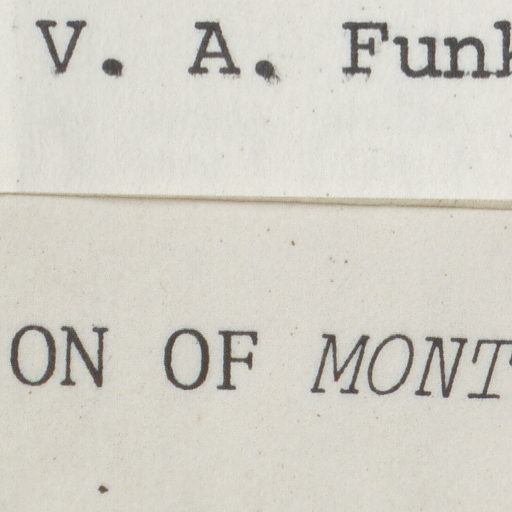 V. A. Funk
ON OF MONT